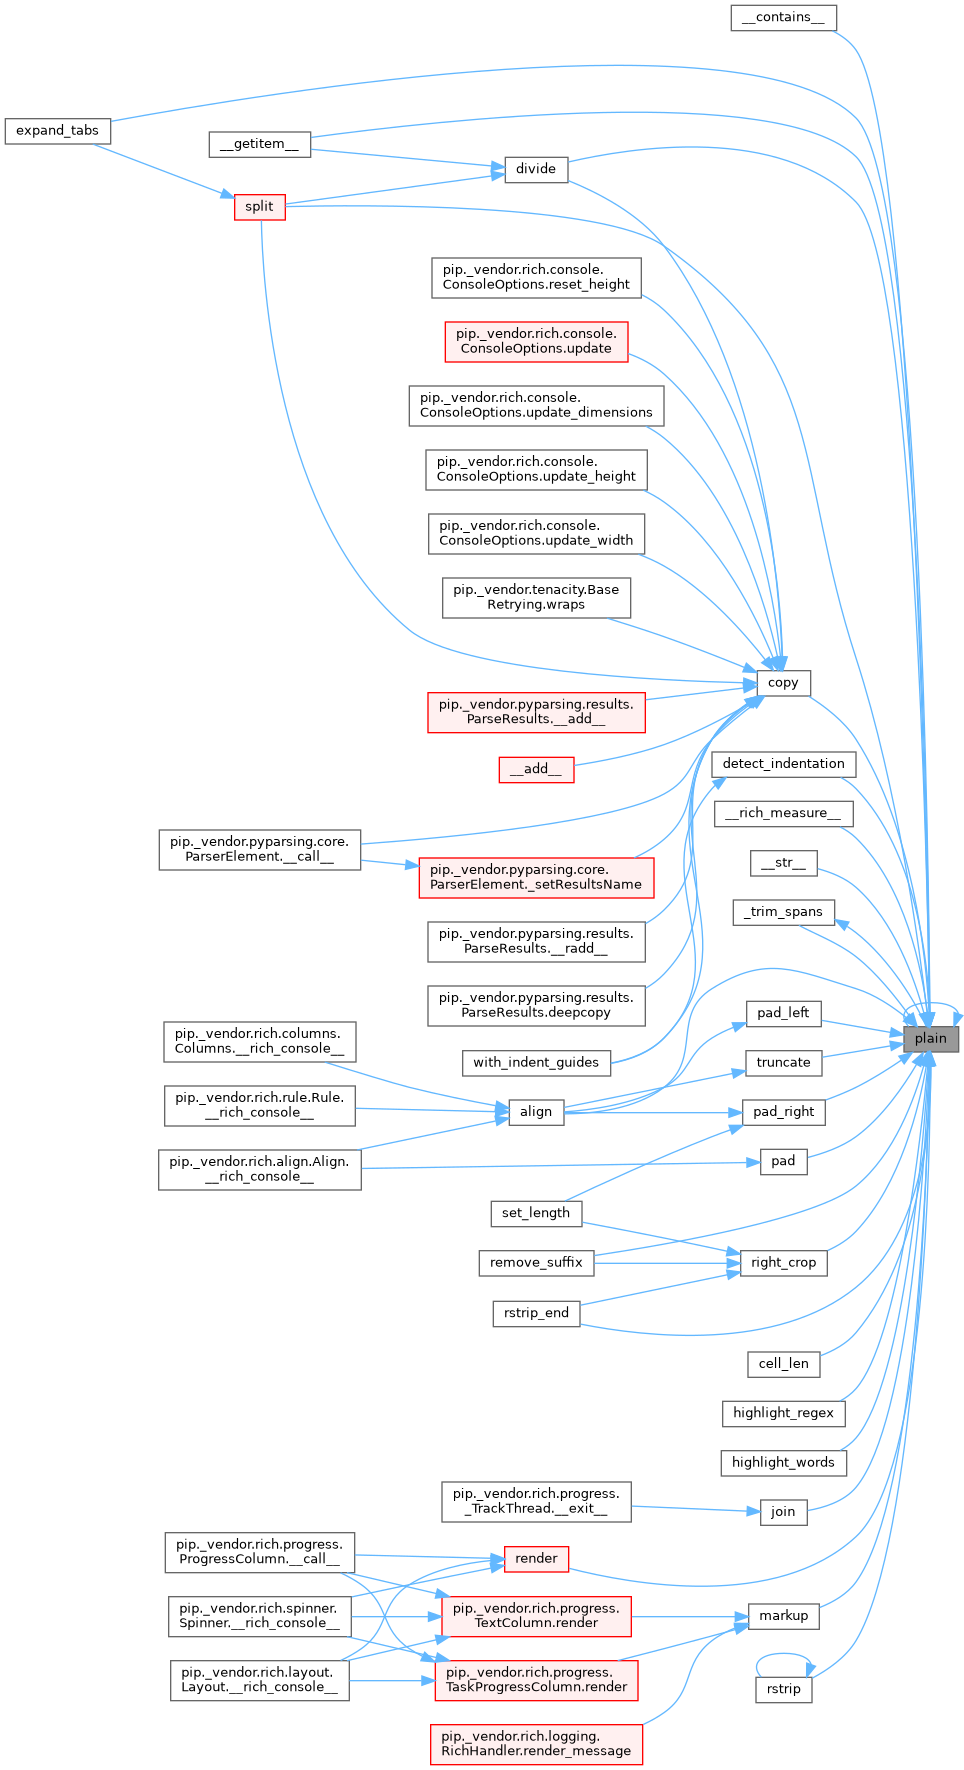 __contains__
expand_tabs
__getitem__
divide
split
pip._vendor.rich.console.
ConsoleOptions.reset_height
pip._vendor.rich.console.
ConsoleOptions.update
pip._vendor.rich.console.
ConsoleOptions.update_dimensions
pip._vendor.rich.console.
ConsoleOptions.update_height
pip._vendor.rich.console.
ConsoleOptions.update_width
pip._vendor.tenacity.Base
Retrying.wraps
copy
pip._vendor.pyparsing.results.
ParseResults.__add__
__add__
detect_indentation
__rich_measure__
pip._vendor.pyparsing.core.
ParserElement.__call__
pip._vendor.pyparsing.core.
ParserElement._setResultsName
__str__
_trim_spans
pip._vendor.pyparsing.results.
ParseResults.__radd__
pip._vendor.pyparsing.results.
ParseResults.deepcopy
pad_left
plain
pip._vendor.rich.columns.
Columns.__rich_console__
with_indent_guides
truncate
pip._vendor.rich.rule.Rule.
__rich_console__
align
pad_right
pip._vendor.rich.align.Align.
__rich_console__
pad
set_length
remove_suffix
right_crop
rstrip_end
cell_len
highlight_regex
highlight_words
pip._vendor.rich.progress.
_TrackThread.__exit__
join
pip._vendor.rich.progress.
ProgressColumn.__call__
render
pip._vendor.rich.spinner.
Spinner.__rich_console__
pip._vendor.rich.progress.
TextColumn.render
markup
pip._vendor.rich.layout.
Layout.__rich_console__
pip._vendor.rich.progress.
TaskProgressColumn.render
rstrip
pip._vendor.rich.logging.
RichHandler.render_message